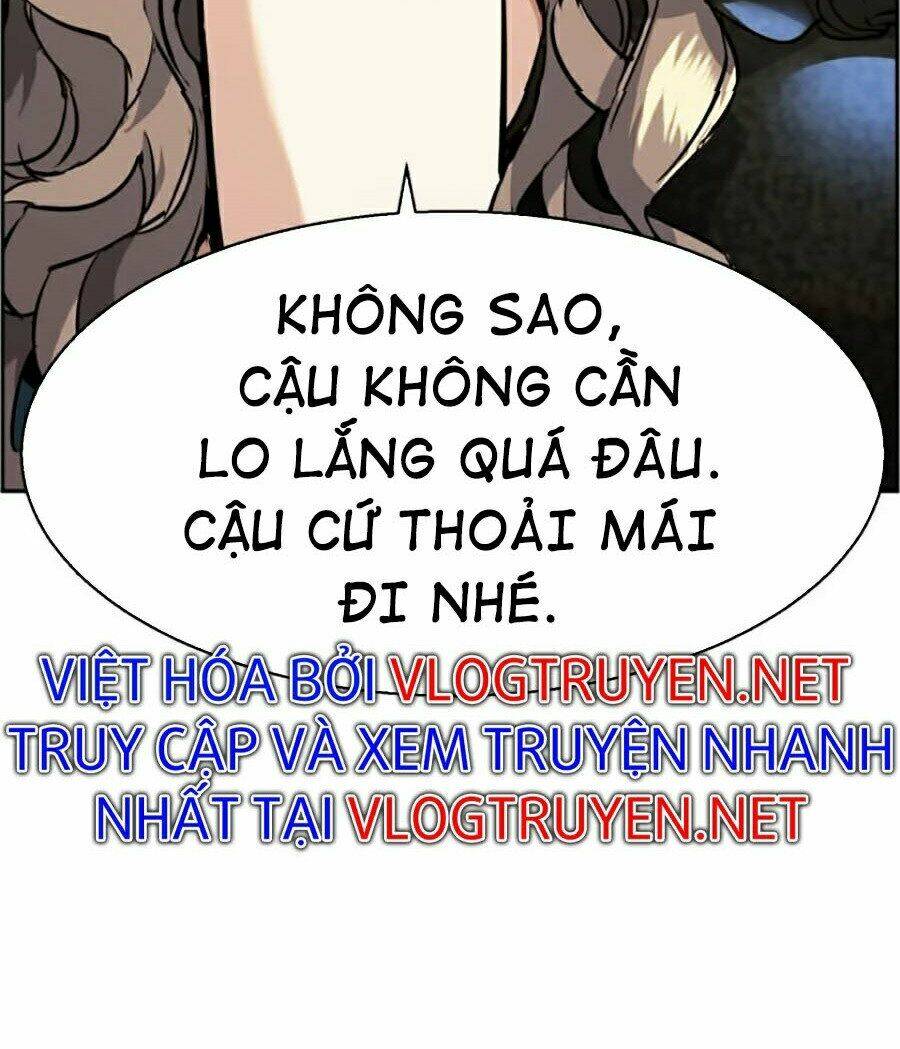 KHÔNG SAO,
CẬU KHÔNG CẦN
LO LẮNG QUÁ ĐÂU.
CẬU CỨ THOẢI MÁI
ĐI NHÉ.
VIỆT HÓA BỞI VLOGTRUYEN.NET
TRUY CẬP VÀ XEM TRUYỆN NHANH
NHẤT TẠI VLOGTRUYEN.NET